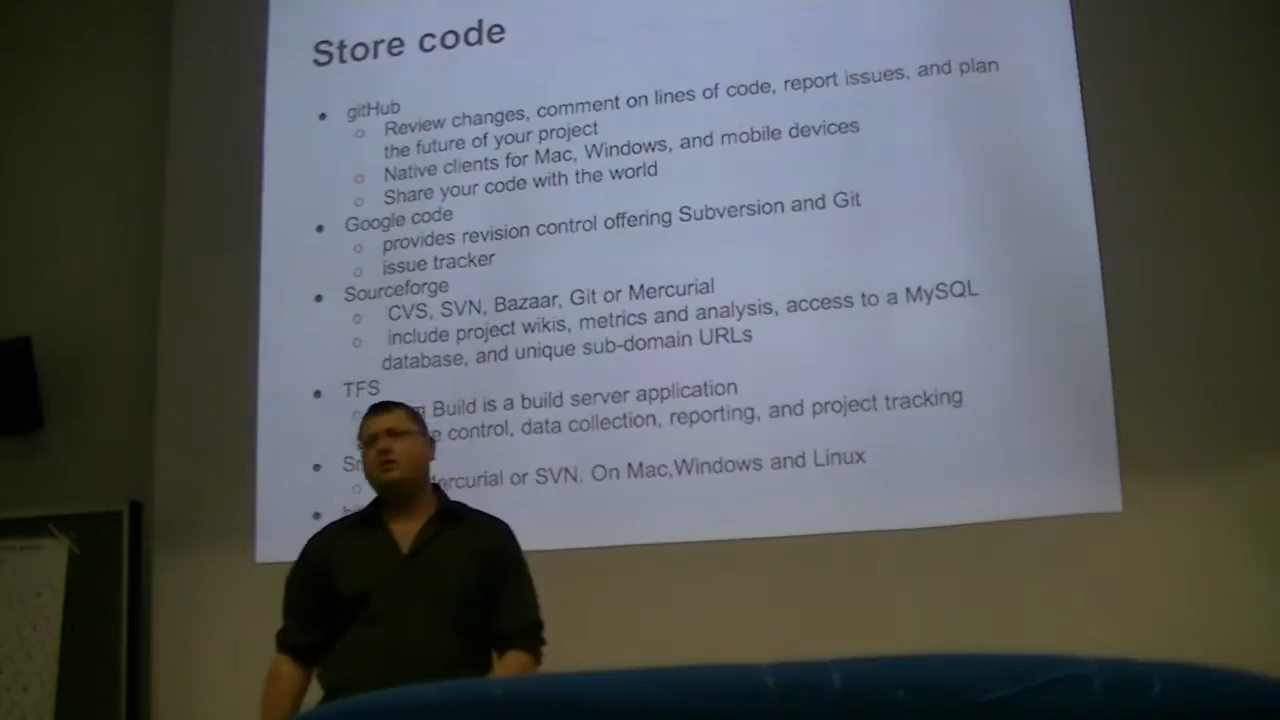 Store code
gitHub
Review changes, comment on lines of code, report issues, and plan
the future of your project
Native clients for Mac, Windows, and mobile devices
Share your code with the world
Google code
provides revision control offering Subversion and Git
issue tracker
Sourceforge
CVS, SVN, Bazaar, Git or Mercurial
include project wikis, metrics and analysis, access to a MySQL
database, and unique sub-domain URLs
TFS
Build is a build server application
control, data collection, reporting, and project tracking
or SVN. On Mac,Windows and Linux